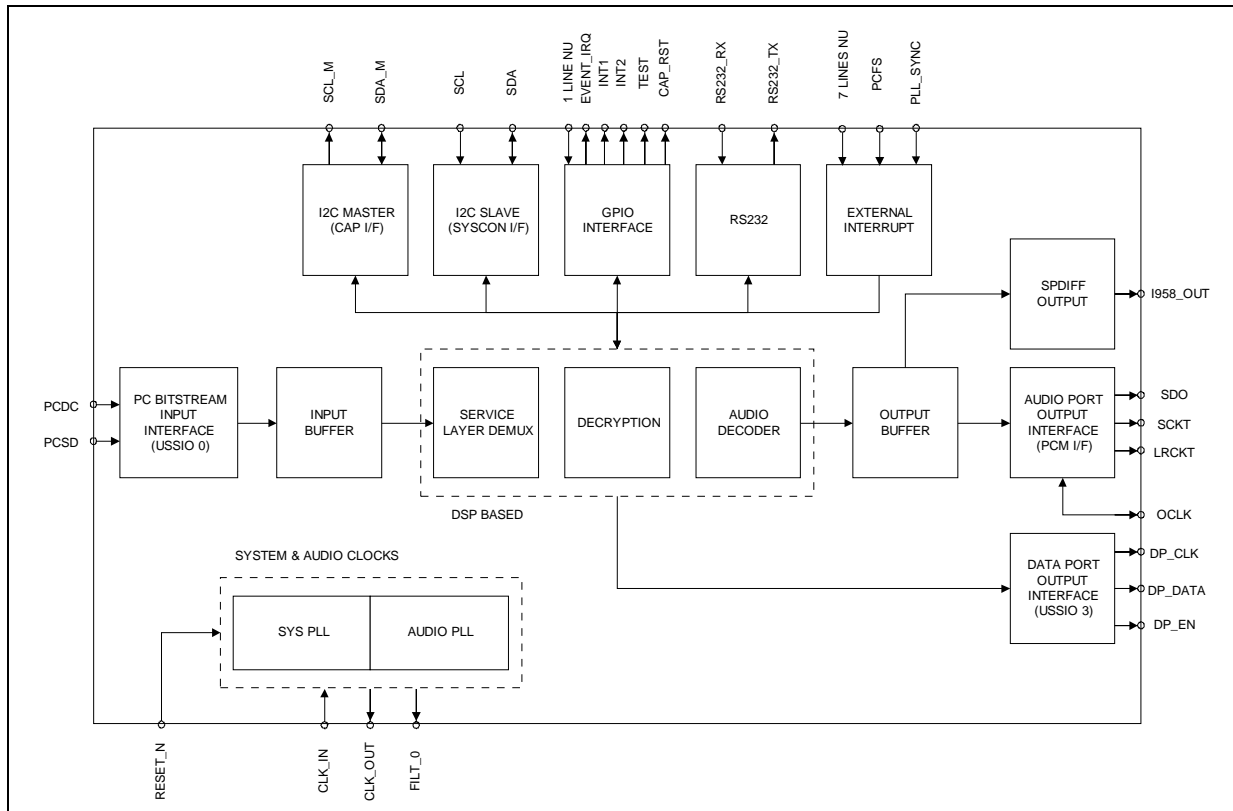 SCL_M
SDA_M
SCL
SDA
1 LINE NU
EVENT_IRQ
INT1
INT2
TEST
CAP_RST
RS232_RX
RS232_TX
7 LINES NU
PCFS
PLL_SYNC
I2C MASTER
(CAP I/F)
I2C SLAVE
(SYSCON I/F)
GPIO
INTERFACE
RS232
EXTERNAL
INTERRUPT
SPDIFF
OUTPUT
I958_OUT
PCDC
PCSD
PC BITSTREAM
INPUT
INTERFACE
(USSIO 0)
INPUT
BUFFER
SERVICE
LAYER DEMUX
DECRYPTION
AUDIO
DECODER
OUTPUT
BUFFER
AUDIO PORT
OUTPUT
INTERFACE
(PCM I/F)
SDO
SCKT
LRCKT
OCLK
DSP BASED
SYSTEM & AUDIO CLOCKS
SYS PLL
AUDIO PLL
DATA PORT
OUTPUT
INTERFACE
(USSIO 3)
DP_CLK
DP_DATA
DP_EN
RESET_N
CLK_IN
CLK_OUT
FILT_0